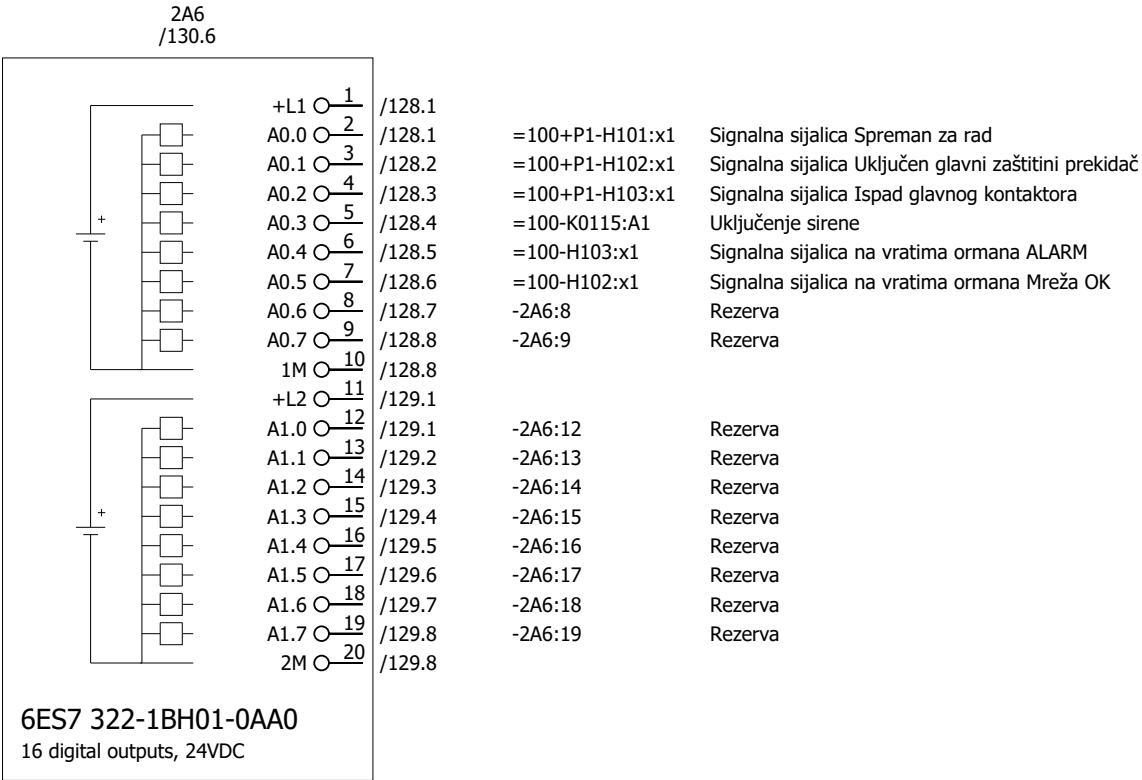 2A6
/130.6
+L1 1 /128.1
A0.0 2 /128.1 =100+P1-H101:x1 Signalna sijalica Spreman za rad
A0.1 3 /128.2 =100+P1-H102:x1 Signalna sijalica Uključen glavni zaštitini prekidač
A0.2 4 /128.3 =100+P1-H103:x1 Signalna sijalica Ispad glavnog kontaktora
+ A0.3 5 /128.4 =100-K0115:A1 Uključenje sirene
A0.4 6 /128.5 =100-H103:x1 Signalna sijalica na vratima ormana ALARM
A0.5 7 /128.6 =100-H102:x1 Signalna sijalica na vratima ormana Mreža OK
A0.6 8 /128.7 -2A6:8 Rezerva
A0.7 9 /128.8 -2A6:9 Rezerva
1M 10 /128.8
+L2 11 /129.1
A1.0 12 /129.1 -2A6:12 Rezerva
A1.1 13 /129.2 -2A6:13 Rezerva
A1.2 14 /129.3 -2A6:14 Rezerva
+ A1.3 15 /129.4 -2A6:15 Rezerva
A1.4 16 /129.5 -2A6:16 Rezerva
A1.5 17 /129.6 -2A6:17 Rezerva
A1.6 18 /129.7 -2A6:18 Rezerva
A1.7 19 /129.8 -2A6:19 Rezerva
2M 20 /129.8
6ES7 322-1BH01-0AA0
16 digital outputs, 24VDC